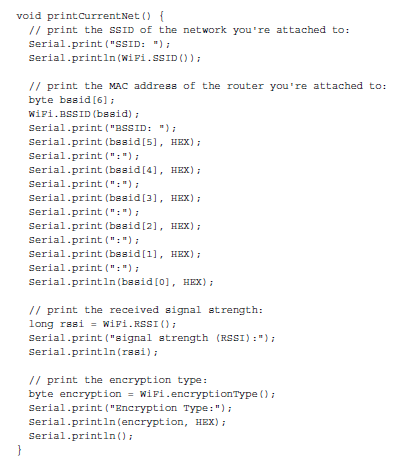 void printCurrentNet() {
  // print the SSID of the network you're attached to:
  Serial.print("SSID: ");
  Serial.println(WiFi.SSID());

  // print the MAC address of the router you're attached to:
  byte bssid[6];
  WiFi.BSSID(bssid);
  Serial.print("BSSID: ");
  Serial.print(bssid[5], HEX);
  Serial.print(":");
  Serial.print(bssid[4], HEX);
  Serial.print(":");
  Serial.print(bssid[3], HEX);
  Serial.print(":");
  Serial.print(bssid[2], HEX);
  Serial.print(":");
  Serial.print(bssid[1], HEX);
  Serial.print(":");
  Serial.println(bssid[0], HEX);

  // print the received signal strength:
  long rssi = WiFi.RSSI();
  Serial.print("signal strength (RSSI):");
  Serial.println(rssi);

  // print the encryption type:
  byte encryption = WiFi.encryptionType();
  Serial.print("Encryption Type:");
  Serial.println(encryption, HEX);
  Serial.println();
}